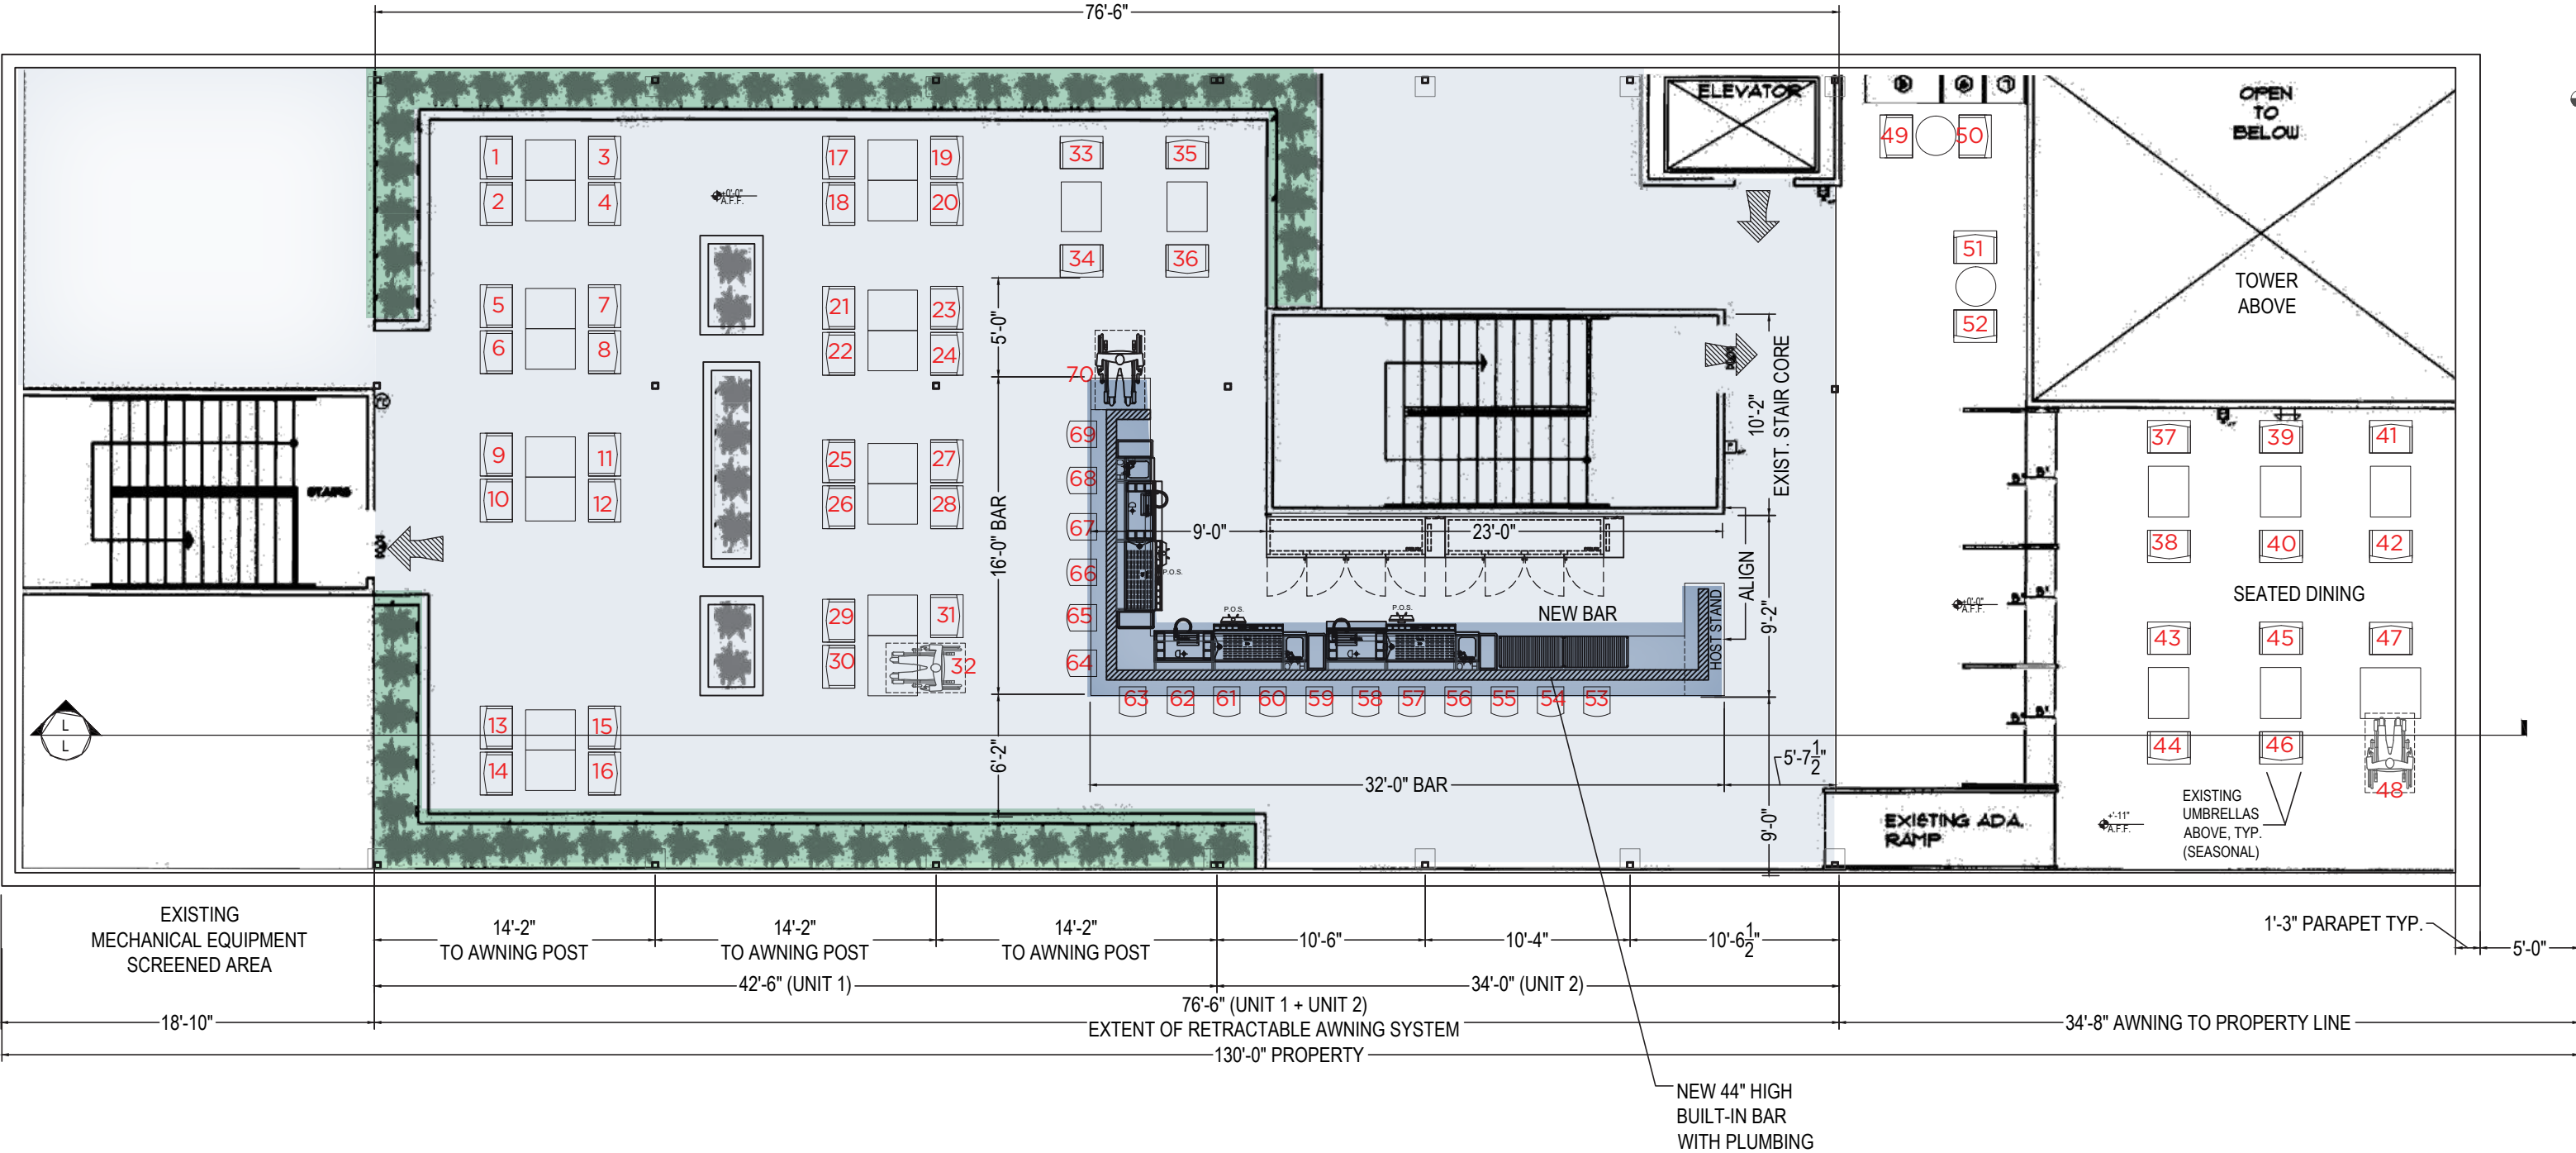 76'-6"
ELEVATOR
OPEN
TO
BELOW
49 50
1 3 17 19 33 35
2 4 18 20
+0'-0"
A.F.F.
34 36
51
52
TOWER
ABOVE
5 7 21 23
6 8 22 24
5'-0"
70
10'-2"
EXIST. STAIR CORE
9 11 25 27
10 12 26 28
STAIRS
69
68
67
66
65
64
16'-0" BAR
9'-0"
23'-0"
ALIGN
P.O.S.
P.O.S.
P.O.S.
NEW BAR
HOST STAND
9'-2"
37 39 41
38 40 42
SEATED DINING
+0'-0"
A.F.F.
29 31
30 32
43 45 47
44 46
48
63 62 61 60 59 58 57 56 55 54 53
13 15
14 16
L
L
6'-2"
32'-0" BAR
5'-7 1/2"
9'-0"
EXISTING ADA.
RAMP
+-11"
A.F.F.
EXISTING
UMBRELLAS
ABOVE, TYP.
(SEASONAL)
EXISTING
MECHANICAL EQUIPMENT
SCREENED AREA
14'-2"
TO AWNING POST
14'-2"
TO AWNING POST
14'-2"
TO AWNING POST
10'-6"
10'-4"
10'-6 1/2"
1'-3" PARAPET TYP.
5'-0"
42'-6" (UNIT 1)
34'-0" (UNIT 2)
76'-6" (UNIT 1 + UNIT 2)
EXTENT OF RETRACTABLE AWNING SYSTEM
18'-10"
34'-8" AWNING TO PROPERTY LINE
130'-0" PROPERTY
NEW 44" HIGH
BUILT-IN BAR
WITH PLUMBING